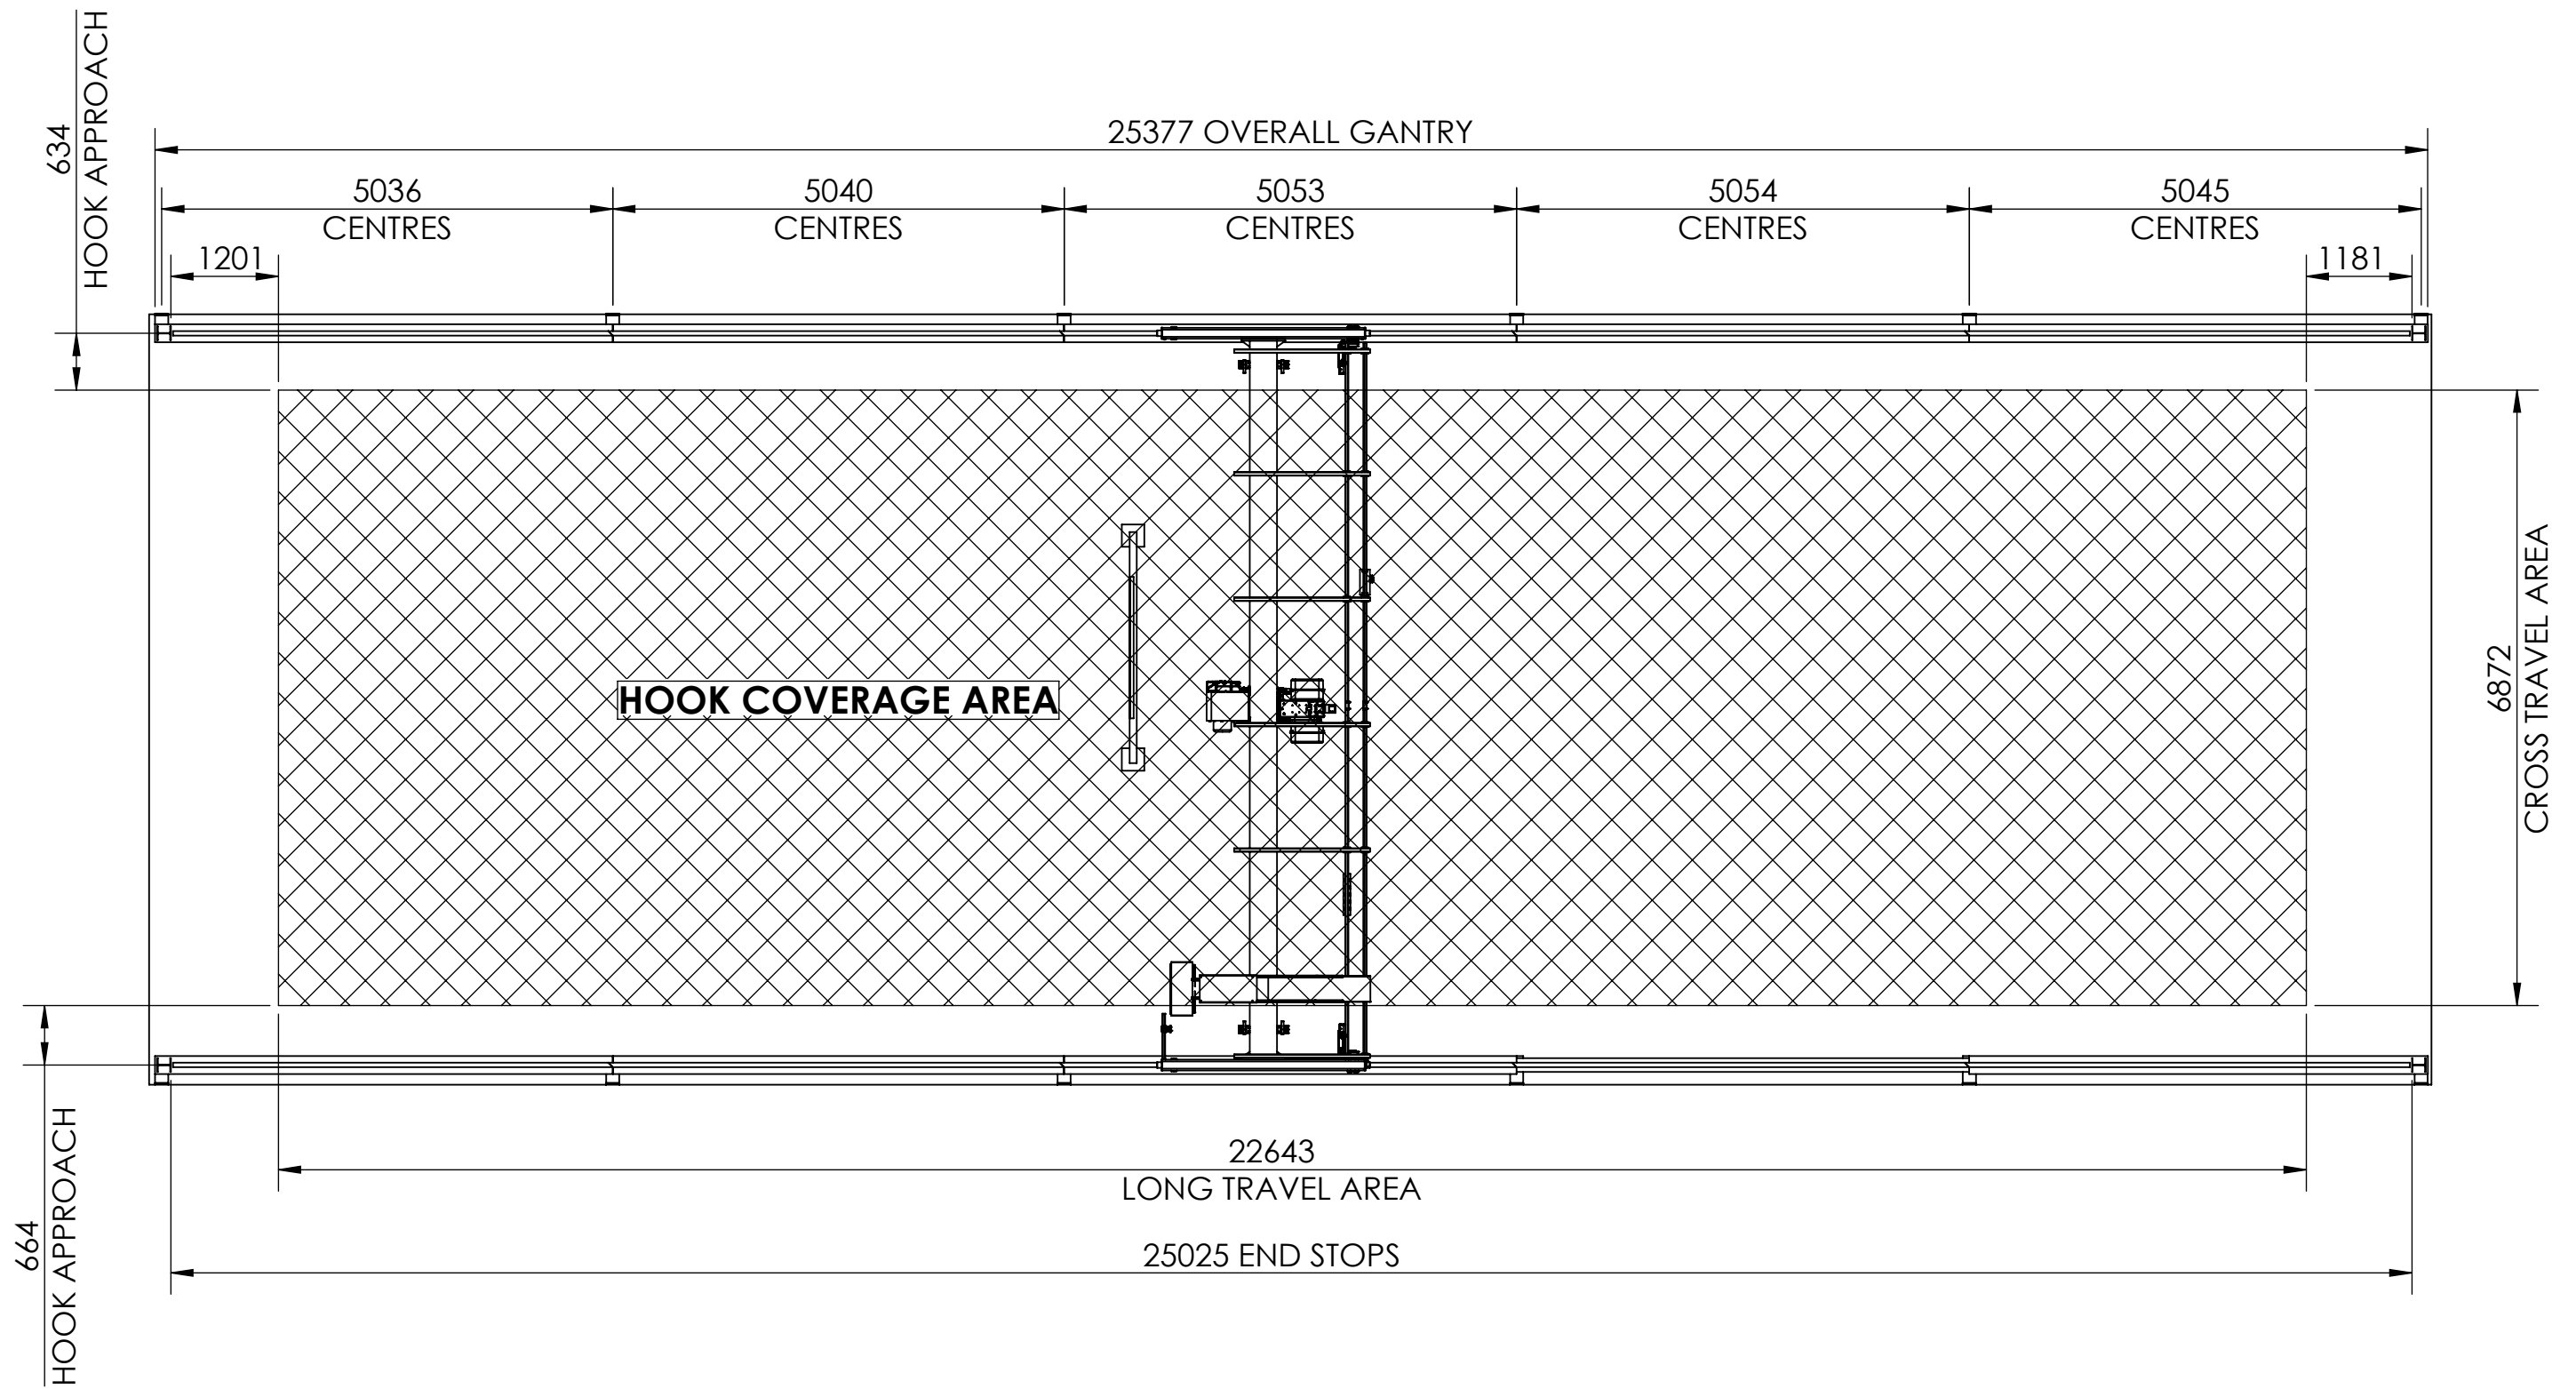 634
HOOK APPROACH
25377 OVERALL GANTRY
5036
CENTRES
5040
CENTRES
5053
CENTRES
5054
CENTRES
5045
CENTRES
1201
1181
HOOK COVERAGE AREA
6872
CROSS TRAVEL AREA
664
HOOK APPROACH
22643
LONG TRAVEL AREA
25025 END STOPS